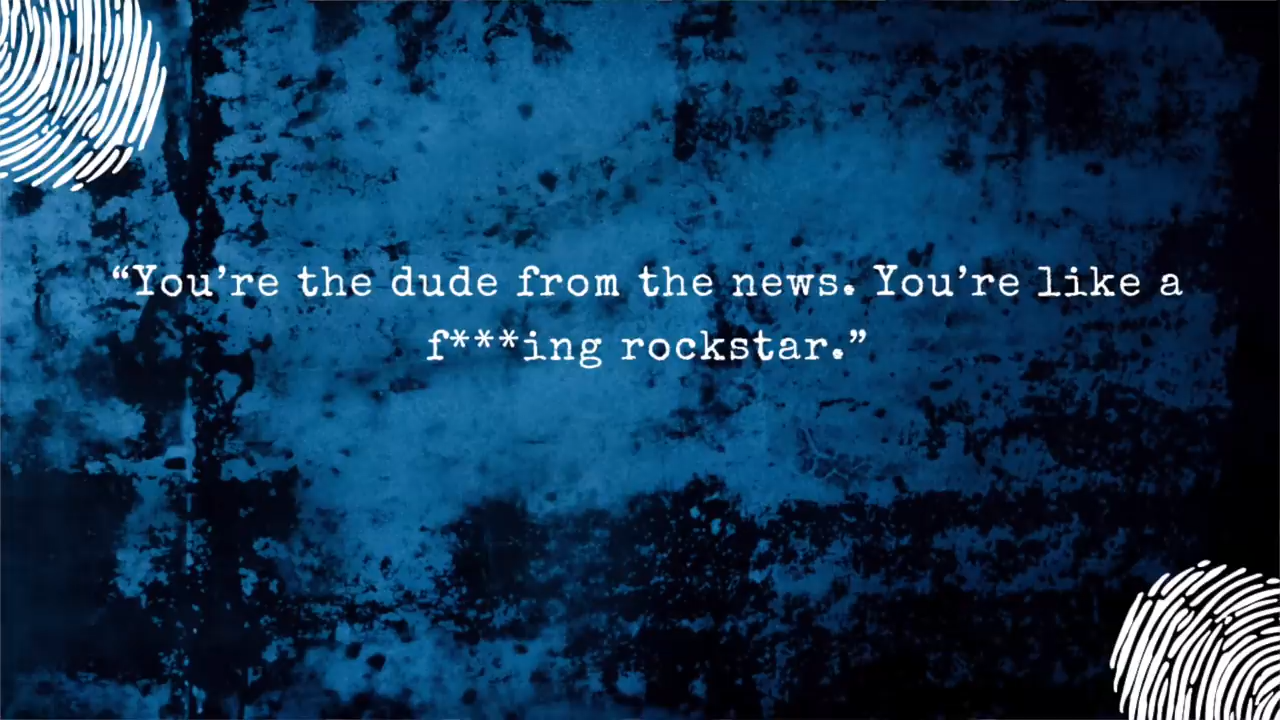 “You’re the dude from the news. You’re like a
f***ing rockstar.”